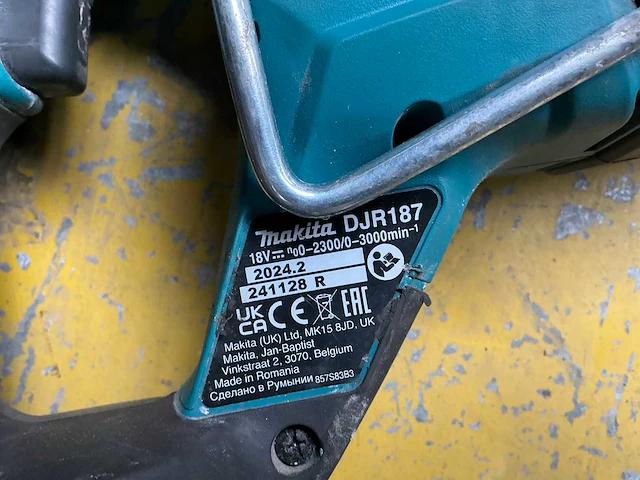 makita DJR187
18V⎓ n₀0-2300/0-3000min⁻¹
2024.2
241128 R
UK CA CE EAC
Makita (UK) Ltd, MK15 8JD, UK
Makita, Jan-Baptist
Vinkstraat 2, 3070, Belgium
Made in Romania
Сделано в Румынии 857S83B3